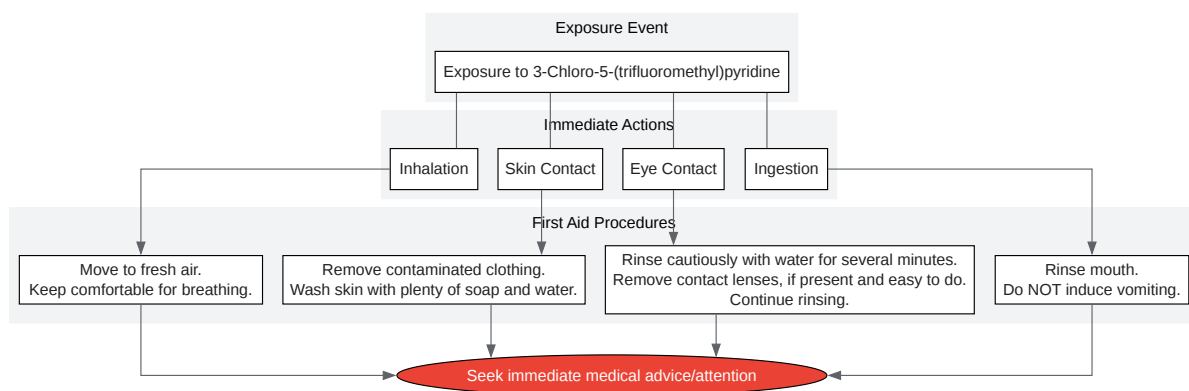 Exposure Event
Exposure to 3-Chloro-5-(trifluoromethyl)pyridine
Immediate Actions
Inhalation
Skin Contact
Eye Contact
Ingestion
First Aid Procedures
Move to fresh air.
Keep comfortable for breathing.
Remove contaminated clothing.
Wash skin with plenty of soap and water.
Rinse cautiously with water for several minutes.
Remove contact lenses, if present and easy to do.
Continue rinsing.
Rinse mouth.
Do NOT induce vomiting.
Seek immediate medical advice/attention